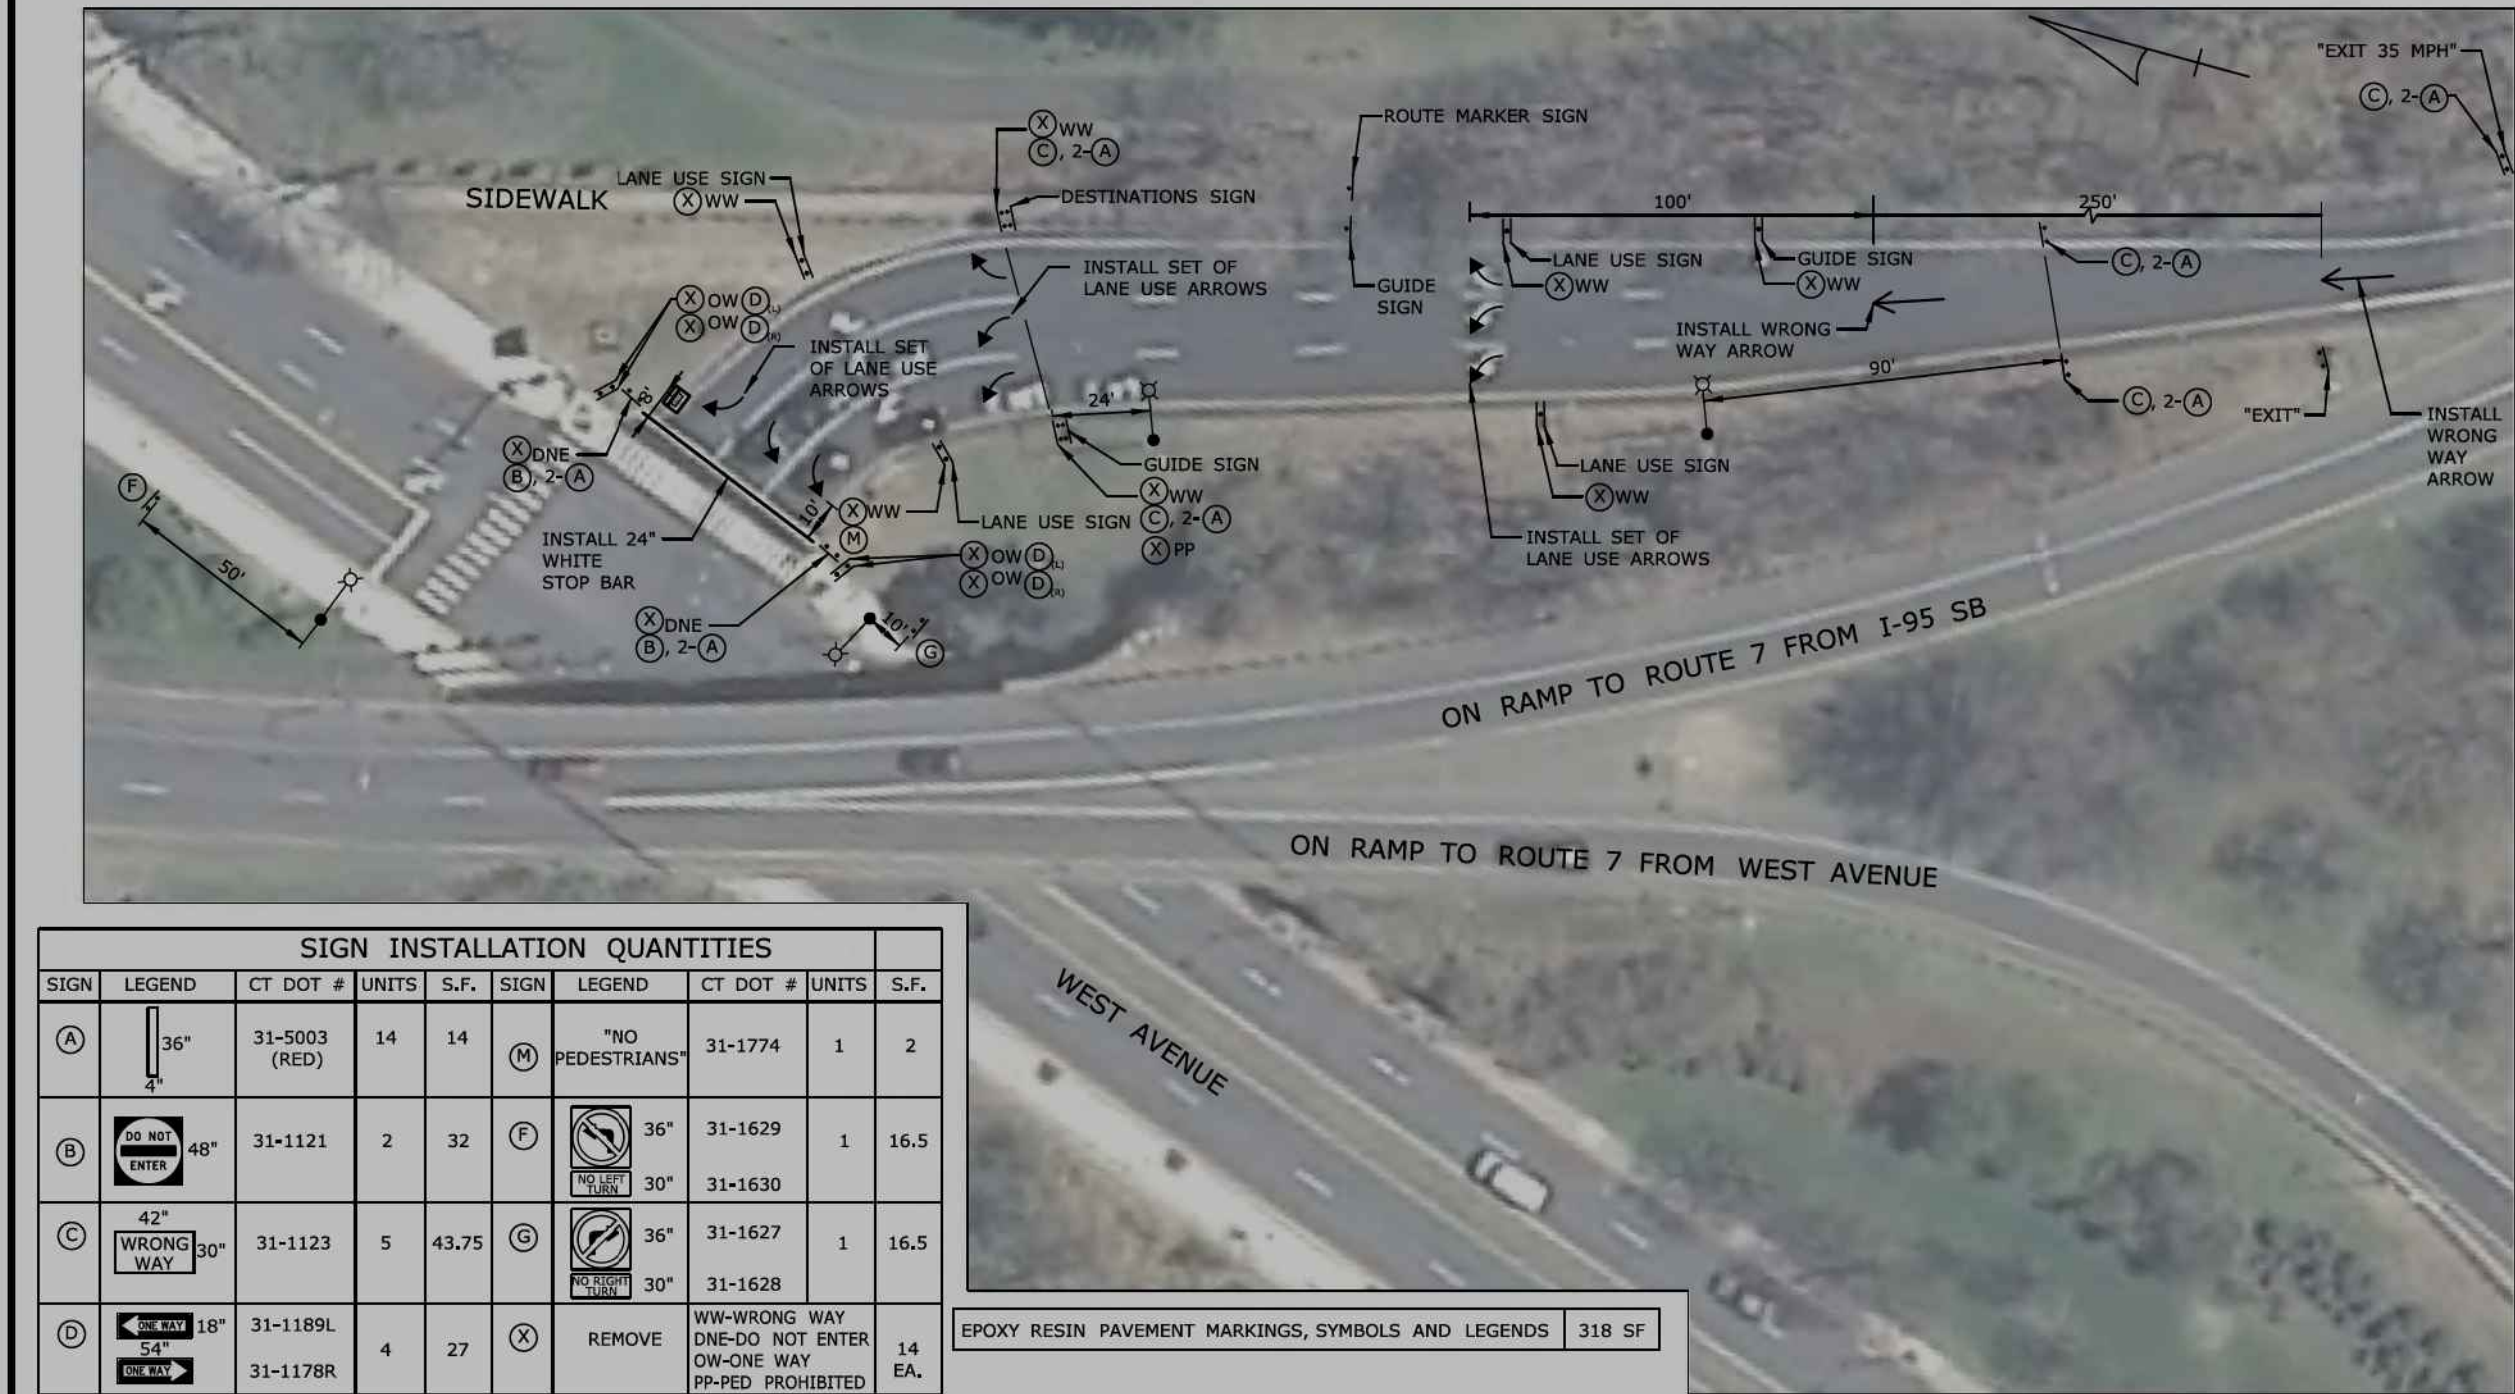 "EXIT 35 MPH"
C, 2-A
X WW
C, 2-A
ROUTE MARKER SIGN
LANE USE SIGN
X WW
SIDEWALK
DESTINATIONS SIGN
100'
250'
LANE USE SIGN
X WW
GUIDE SIGN
X WW
C, 2-A
INSTALL SET OF
LANE USE ARROWS
GUIDE
SIGN
X OW D (L)
X OW D (R)
8'
INSTALL SET
OF LANE USE
ARROWS
INSTALL WRONG
WAY ARROW
90'
24'
C, 2-A
"EXIT"
INSTALL
WRONG
WAY
ARROW
X DNE
B, 2-A
F
50'
INSTALL 24"
WHITE
STOP BAR
10'
X WW
M
LANE USE SIGN
GUIDE SIGN
X WW
C, 2-A
X PP
LANE USE SIGN
X WW
INSTALL SET OF
LANE USE ARROWS
X OW D (L)
X OW D (R)
X DNE
B, 2-A
10'
G
ON RAMP TO ROUTE 7 FROM I-95 SB
ON RAMP TO ROUTE 7 FROM WEST AVENUE
WEST AVENUE
SIGN INSTALLATION QUANTITIES
SIGN LEGEND CT DOT # UNITS S.F. SIGN LEGEND CT DOT # UNITS S.F.
A 36" 4" 31-5003 (RED) 14 14
M "NO PEDESTRIANS" 31-1774 1 2
B DO NOT ENTER 48" 31-1121 2 32
F 36" 31-1629 1 16.5
NO LEFT TURN 30" 31-1630
C 42" WRONG WAY 30" 31-1123 5 43.75
G 36" 31-1627 1 16.5
NO RIGHT TURN 30" 31-1628
D ONE WAY 18" 31-1189L 4 27
54"
ONE WAY 31-1178R
X REMOVE
WW-WRONG WAY
DNE-DO NOT ENTER
OW-ONE WAY
PP-PED PROHIBITED
14
EA.
EPOXY RESIN PAVEMENT MARKINGS, SYMBOLS AND LEGENDS 318 SF